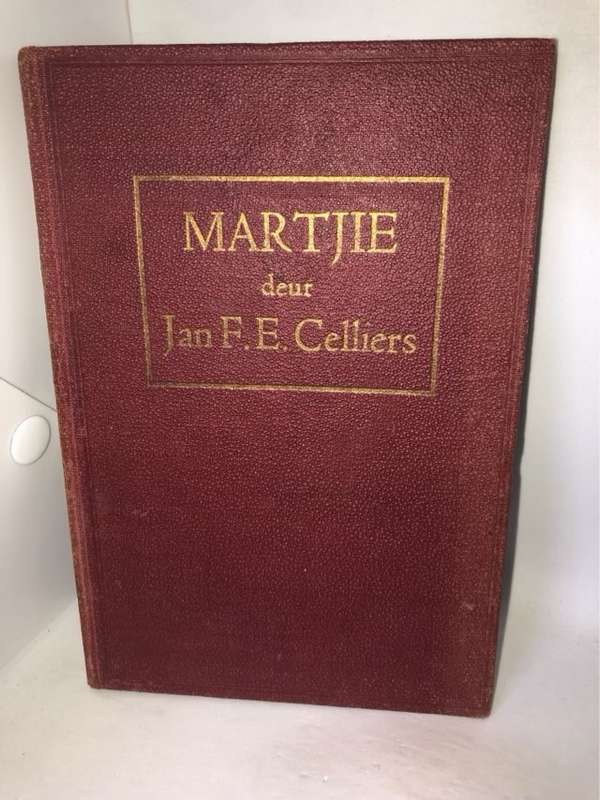 MARTJIE
deur
Jan F. E. Celliers